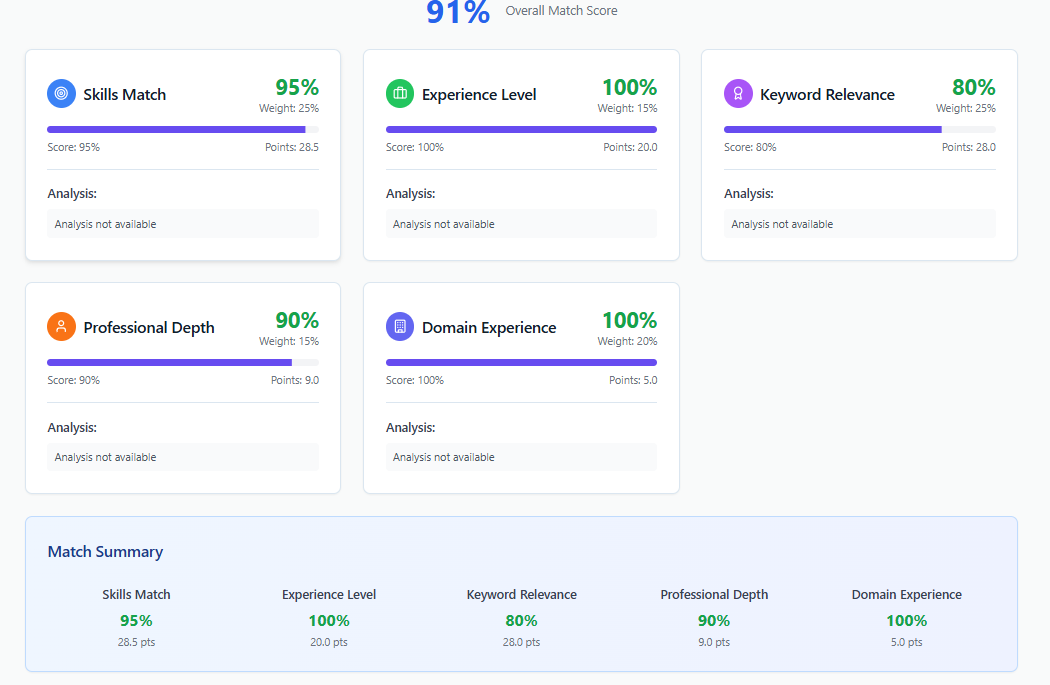 91% Overall Match Score
Skills Match 95%
Weight: 25%
Score: 95% Points: 28.5
Analysis:
Analysis not available
Experience Level 100%
Weight: 15%
Score: 100% Points: 20.0
Analysis:
Analysis not available
Keyword Relevance 80%
Weight: 25%
Score: 80% Points: 28.0
Analysis:
Analysis not available
Professional Depth 90%
Weight: 15%
Score: 90% Points: 9.0
Analysis:
Analysis not available
Domain Experience 100%
Weight: 20%
Score: 100% Points: 5.0
Analysis:
Analysis not available
Match Summary
Skills Match Experience Level Keyword Relevance Professional Depth Domain Experience
95% 100% 80% 90% 100%
28.5 pts 20.0 pts 28.0 pts 9.0 pts 5.0 pts